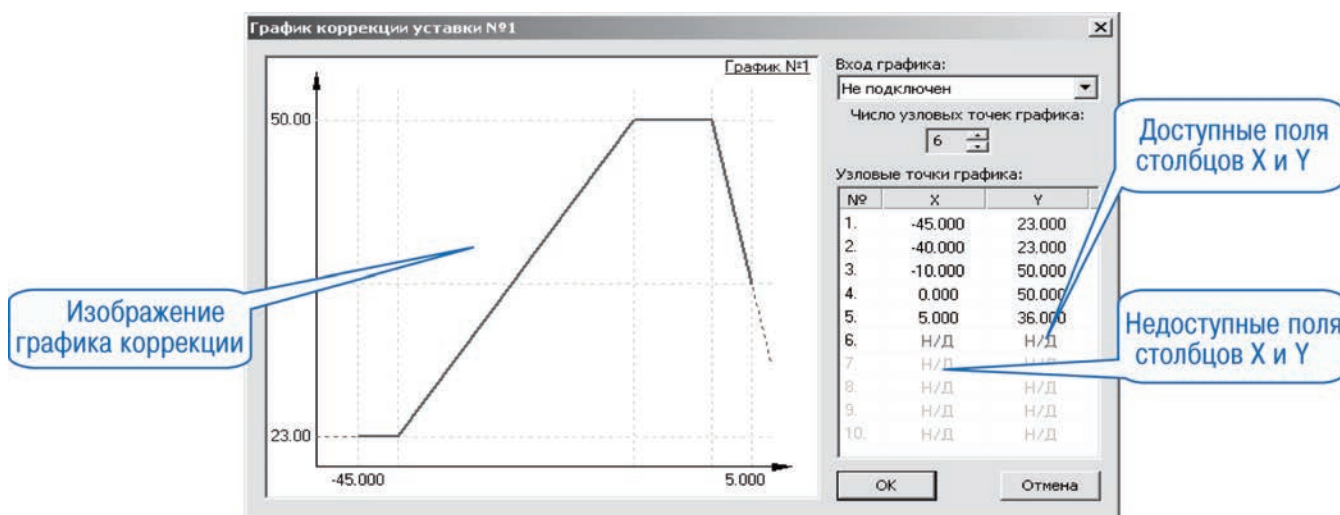 График коррекции уставки №1
График №1
50.00
23.00
-45.000
5.000
Вход графика:
Не подключен
Число узловых точек графика:
6
Узловые точки графика:
№ X Y
1. -45.000 23.000
2. -40.000 23.000
3. -10.000 50.000
4. 0.000 50.000
5. 5.000 36.000
6. Н/Д Н/Д
7. Н/Д Н/Д
8. Н/Д Н/Д
9. Н/Д Н/Д
10. Н/Д Н/Д
OK
Отмена
Изображение
графика коррекции
Доступные поля
столбцов X и Y
Недоступные поля
столбцов X и Y